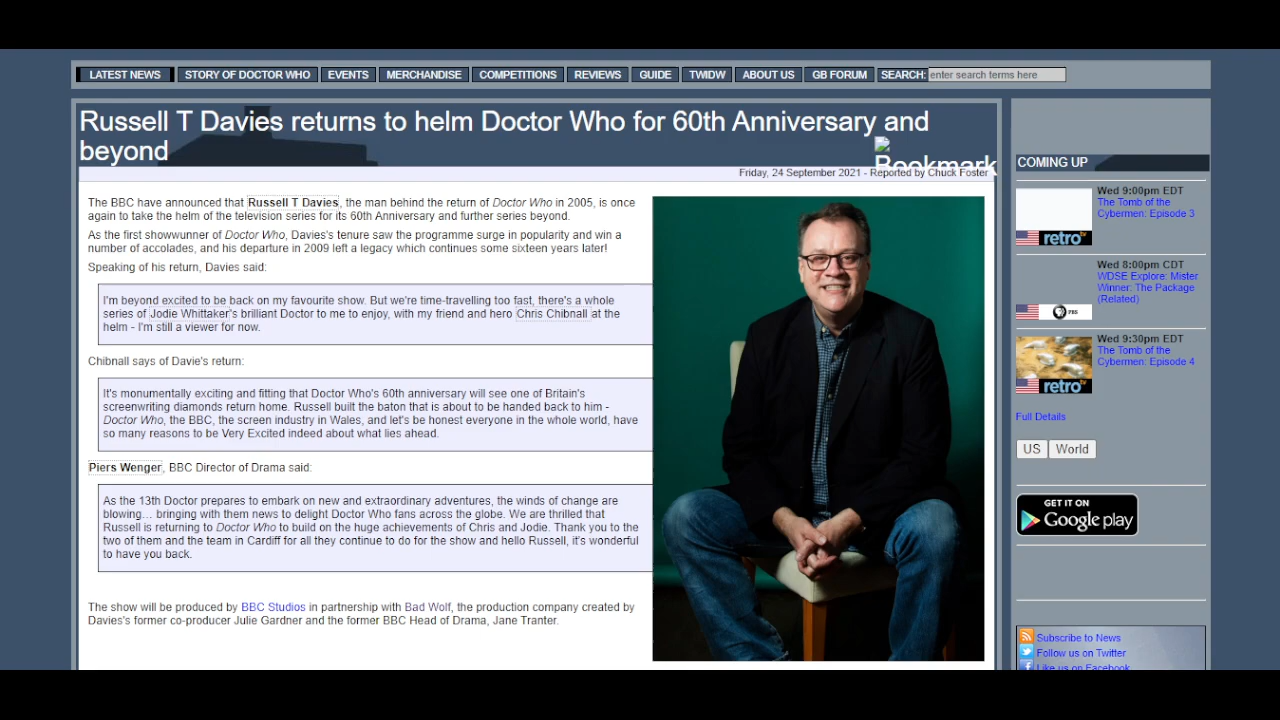 LATEST NEWS STORY OF DOCTOR WHO EVENTS MERCHANDISE COMPETITIONS REVIEWS GUIDE TWIDW ABOUT US GB FORUM SEARCH: enter search terms here
Russell T Davies returns to helm Doctor Who for 60th Anniversary and
beyond
Bookmark
Friday, 24 September 2021 - Reported by Chuck Foster
The BBC have announced that Russell T Davies, the man behind the return of Doctor Who in 2005, is once
again to take the helm of the television series for its 60th Anniversary and further series beyond.
As the first showwunner of Doctor Who, Davies's tenure saw the programme surge in popularity and win a
number of accolades, and his departure in 2009 left a legacy which continues some sixteen years later!
Speaking of his return, Davies said:
I'm beyond excited to be back on my favourite show. But we're time-travelling too fast, there's a whole
series of Jodie Whittaker's brilliant Doctor to me to enjoy, with my friend and hero Chris Chibnall at the
helm - I'm still a viewer for now.
Chibnall says of Davie's return:
It's monumentally exciting and fitting that Doctor Who's 60th anniversary will see one of Britain's
screenwriting diamonds return home. Russell built the baton that is about to be handed back to him -
Doctor Who, the BBC, the screen industry in Wales, and let's be honest everyone in the whole world, have
so many reasons to be Very Excited indeed about what lies ahead.
Piers Wenger, BBC Director of Drama said:
As the 13th Doctor prepares to embark on new and extraordinary adventures, the winds of change are
blowing… bringing with them news to delight Doctor Who fans across the globe. We are thrilled that
Russell is returning to Doctor Who to build on the huge achievements of Chris and Jodie. Thank you to the
two of them and the team in Cardiff for all they continue to do for the show and hello Russell, it's wonderful
to have you back.
The show will be produced by BBC Studios in partnership with Bad Wolf, the production company created by
Davies's former co-producer Julie Gardner and the former BBC Head of Drama, Jane Tranter.
COMING UP
Wed 9:00pm EDT
The Tomb of the
Cybermen: Episode 3
retro tv
Wed 8:00pm CDT
WDSE Explore: Mister
Winner: The Package
(Related)
PBS
Wed 9:30pm EDT
The Tomb of the
Cybermen: Episode 4
retro tv
Full Details
US World
GET IT ON
Google play
Subscribe to News
Follow us on Twitter
Like us on Facebook